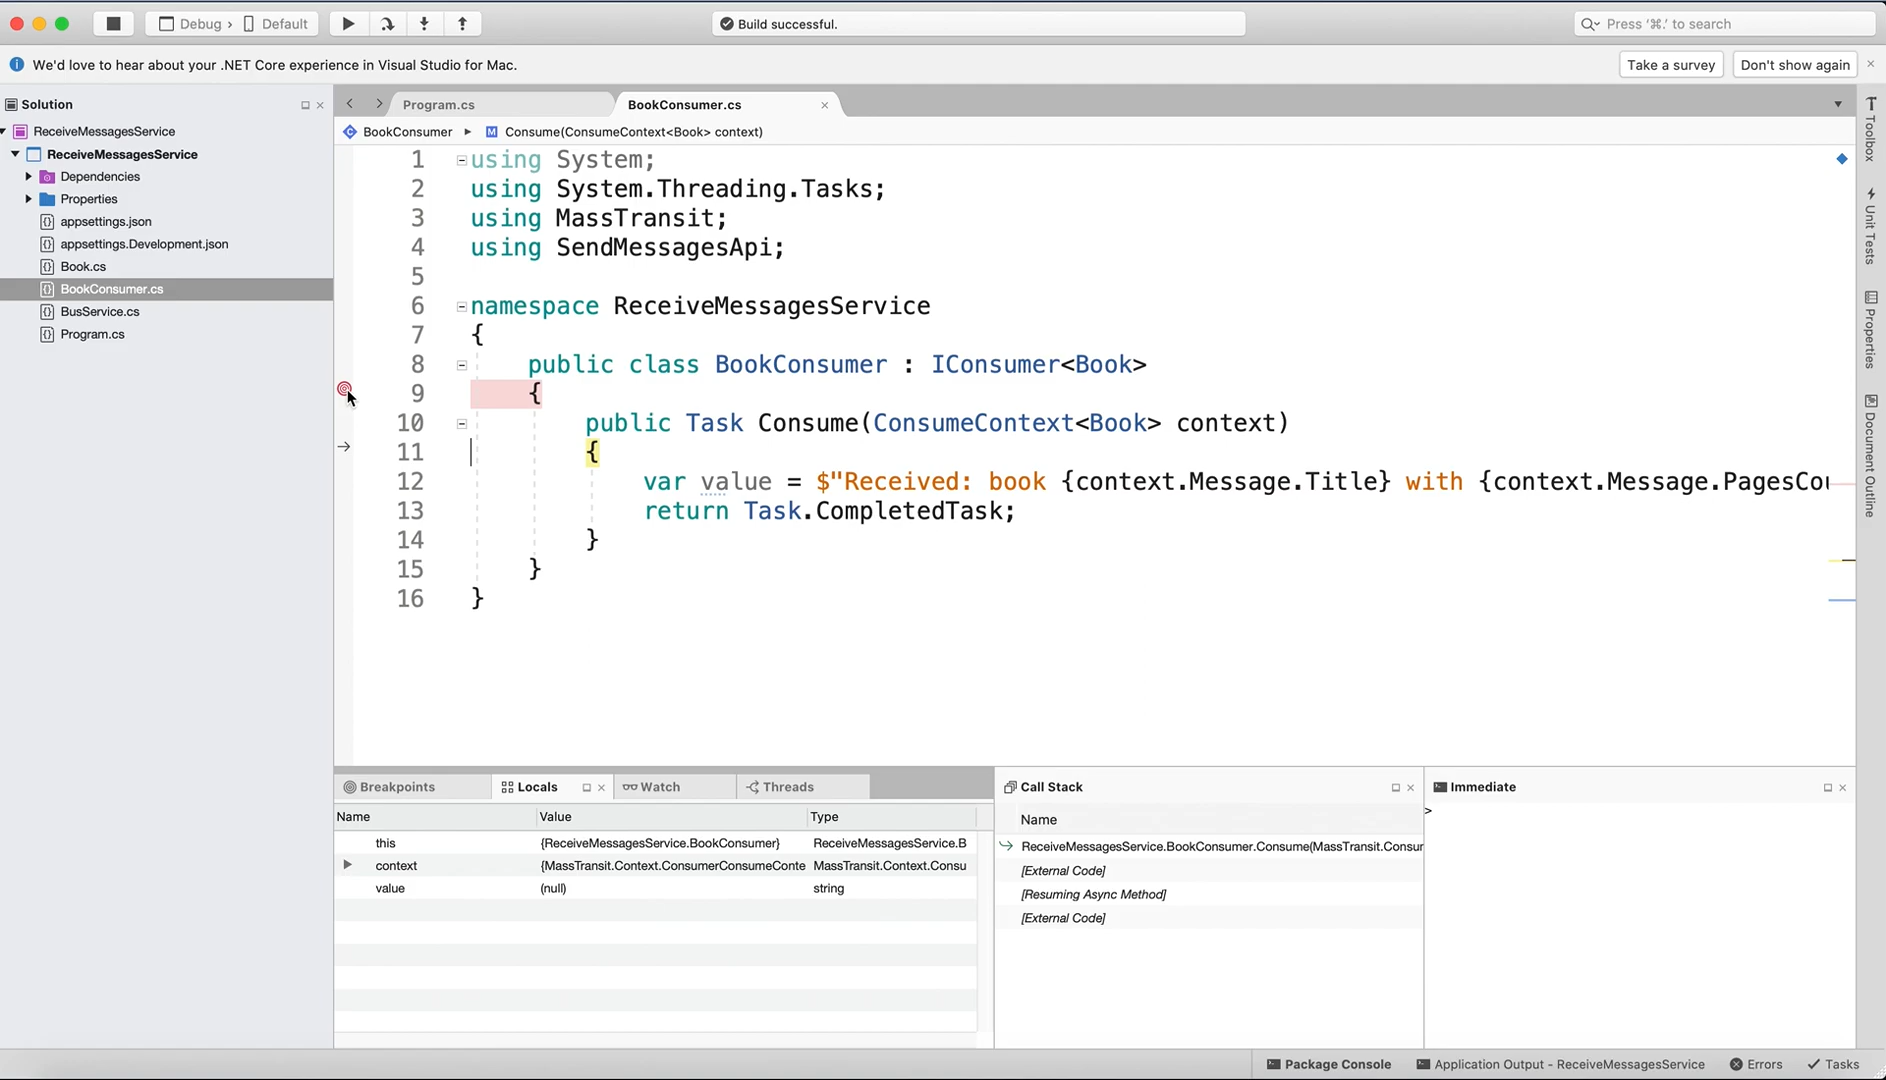 Debug › Default
Build successful.
Press '⌘.' to search
We'd love to hear about your .NET Core experience in Visual Studio for Mac.
Take a survey
Don't show again
Solution
ReceiveMessagesService
ReceiveMessagesService
Dependencies
Properties
appsettings.json
appsettings.Development.json
Book.cs
BookConsumer.cs
BusService.cs
Program.cs
Program.cs
BookConsumer.cs
BookConsumer ▸ M Consume(ConsumeContext<Book> context)
1 using System;
2 using System.Threading.Tasks;
3 using MassTransit;
4 using SendMessagesApi;
5
6 namespace ReceiveMessagesService
7 {
8 public class BookConsumer : IConsumer<Book>
9 {
10 public Task Consume(ConsumeContext<Book> context)
11 {
12 var value = $"Received: book {context.Message.Title} with {context.Message.PagesCou
13 return Task.CompletedTask;
14 }
15 }
16 }
Toolbox
Unit Tests
Properties
Document Outline
Breakpoints
Locals
Watch
Threads
Name Value Type
this {ReceiveMessagesService.BookConsumer} ReceiveMessagesService.B
context {MassTransit.Context.ConsumerConsumeConte MassTransit.Context.Consu
value (null) string
Call Stack
Name
ReceiveMessagesService.BookConsumer.Consume(MassTransit.Consur
[External Code]
[Resuming Async Method]
[External Code]
Immediate
>
Package Console
Application Output - ReceiveMessagesService
Errors
Tasks